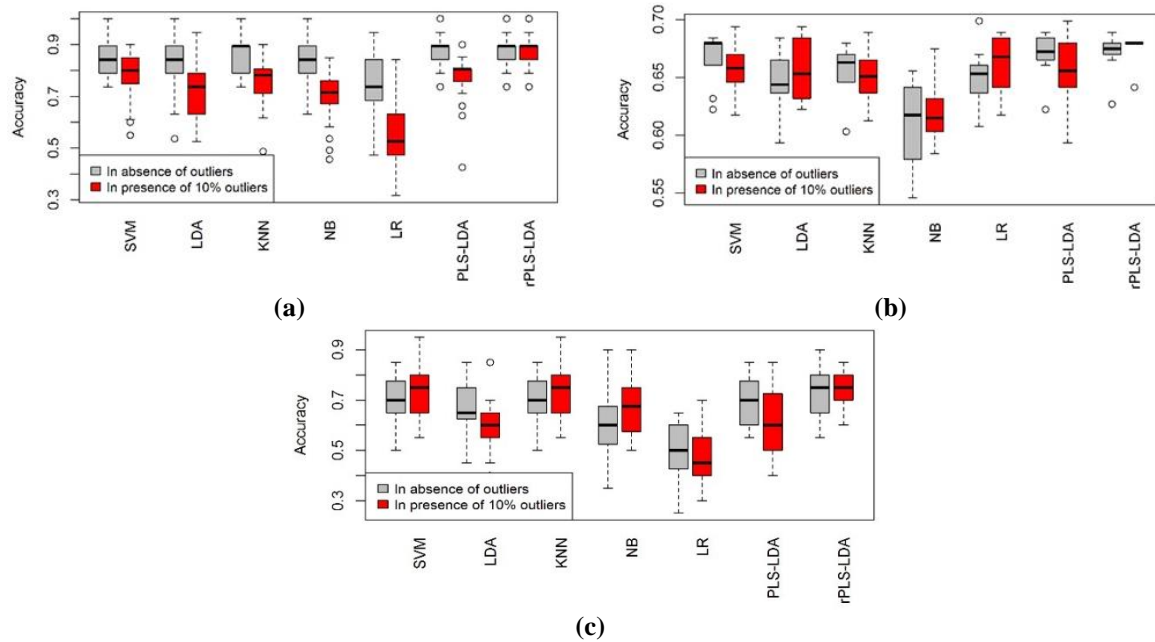 Accuracy
0.9
0.7
0.5
0.3
In absence of outliers
In presence of 10% outliers
SVM
LDA
KNN
NB
LR
PLS-LDA
rPLS-LDA
(a)
Accuracy
0.70
0.65
0.60
0.55
In absence of outliers
In presence of 10% outliers
SVM
LDA
KNN
NB
LR
PLS-LDA
rPLS-LDA
(b)
Accuracy
0.9
0.7
0.5
0.3
In absence of outliers
In presence of 10% outliers
SVM
LDA
KNN
NB
LR
PLS-LDA
rPLS-LDA
(c)